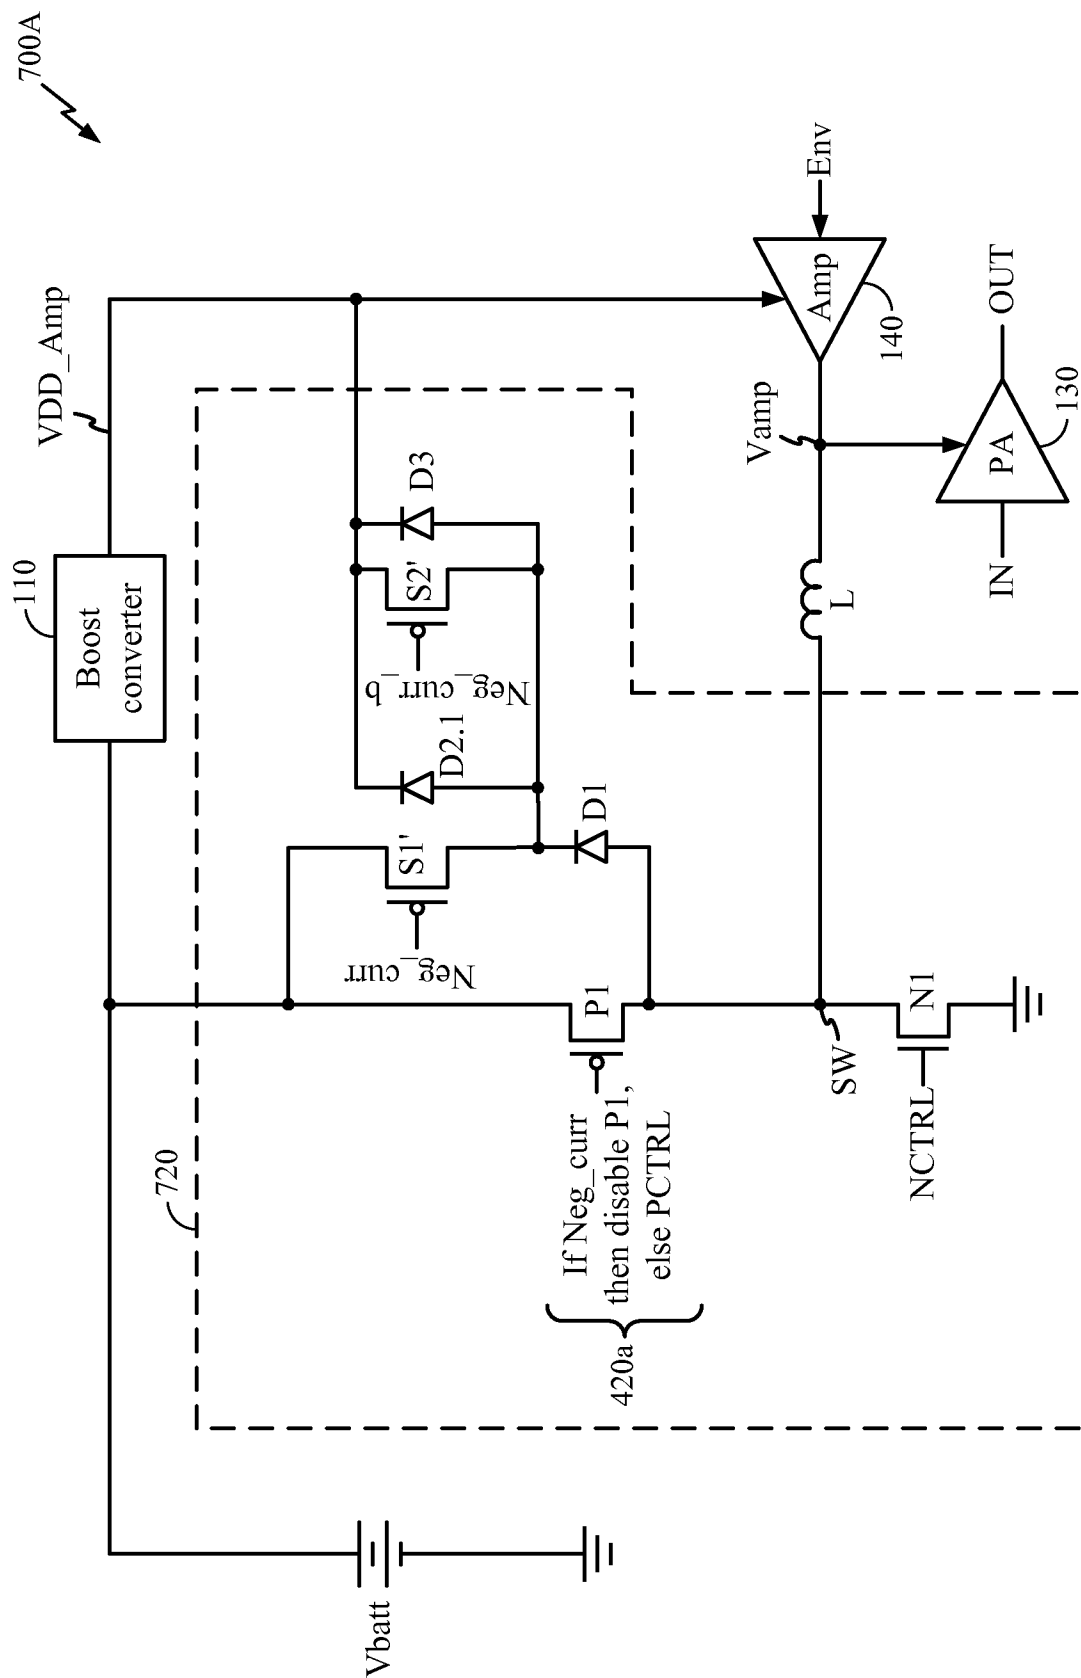 700A
VDD_Amp
110
Boost
converter
720
Vbatt
Neg_curr
S1'
D2.1
Neg_curr_b
S2'
D3
D1
P1
If Neg_curr
then disable P1,
else PCTRL
420a
SW
NCTRL
N1
L
Vamp
Amp
140
Env
IN
PA
OUT
130